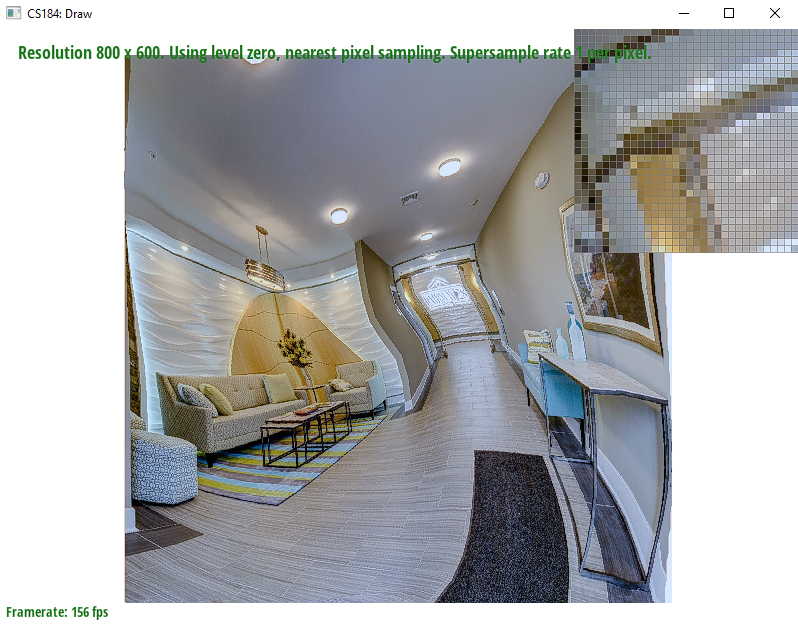 CS184: Draw
Resolution 800 x 600. Using level zero, nearest pixel sampling. Supersample rate 1 per pixel.
Framerate: 156 fps